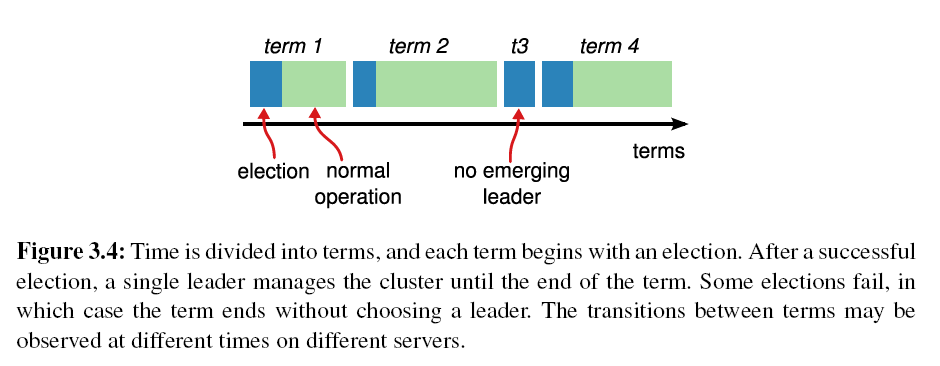 term 1 term 2 t3 term 4
terms
election normal operation no emerging leader
Figure 3.4: Time is divided into terms, and each term begins with an election. After a successful
election, a single leader manages the cluster until the end of the term. Some elections fail, in
which case the term ends without choosing a leader. The transitions between terms may be
observed at different times on different servers.